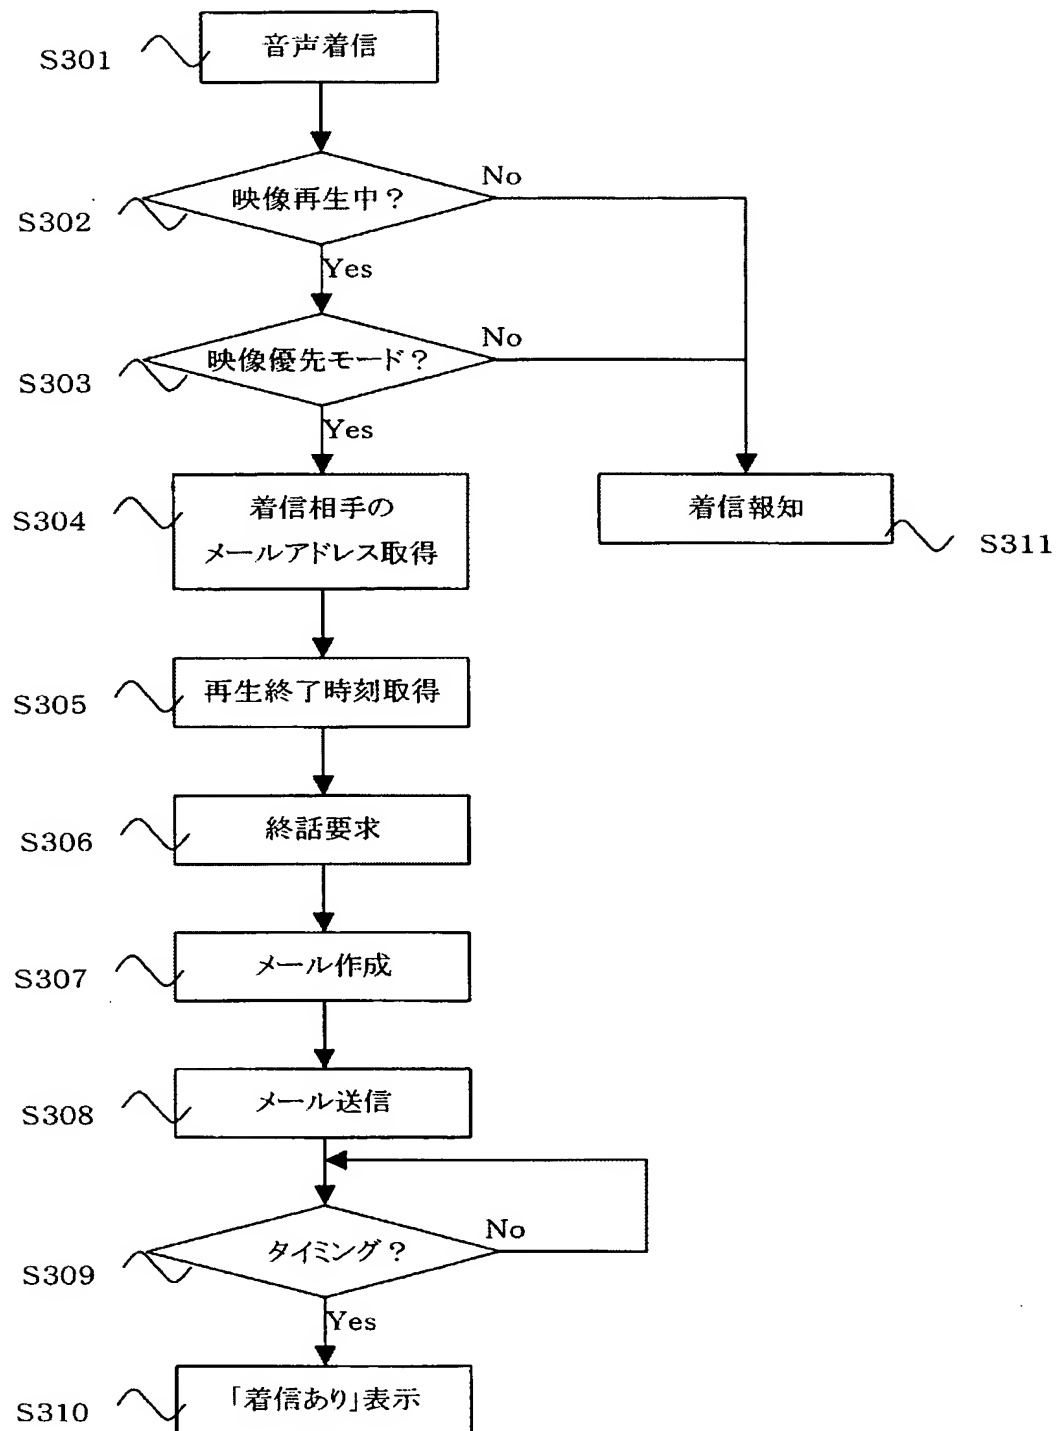 S301
音声着信
S302
映像再生中?
No
Yes
S303
映像優先モード?
No
Yes
S304
着信相手の
メールアドレス取得
着信報知
S311
S305
再生終了時刻取得
S306
終話要求
S307
メール作成
S308
メール送信
S309
タイミング?
No
Yes
S310
「着信あり」表示